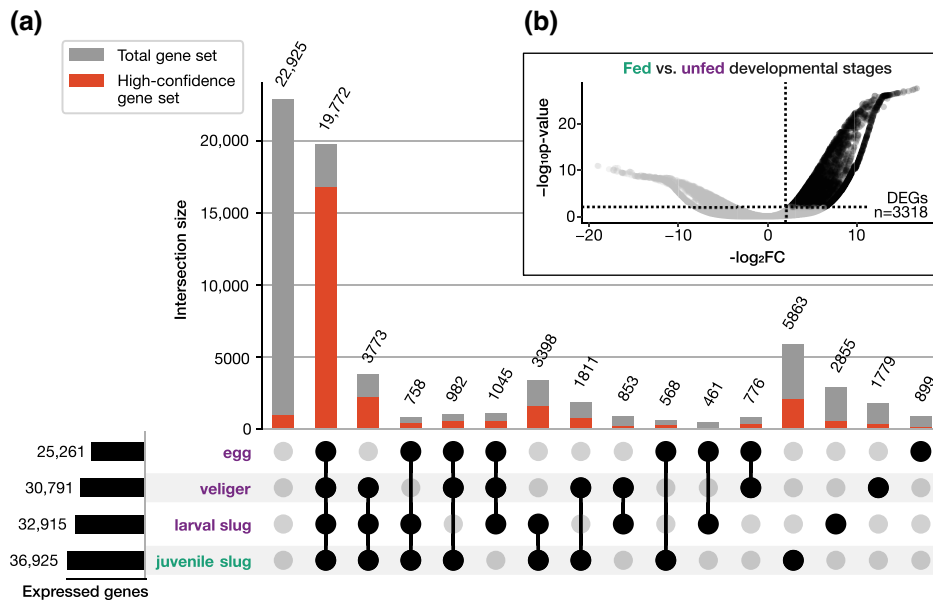 (a)
Total gene set
High-confidence
gene set
22,925
19,772
3773
758
982
1045
3398
1811
853
568
461
776
5863
2855
1779
899
Intersection size
20,000
15,000
10,000
5000
0
(b)
Fed vs. unfed developmental stages
-log₁₀p-value
20
10
0
−20
−10
0
10
-log₂FC
DEGs
n=3318
25,261
egg
30,791
veliger
32,915
larval slug
36,925
juvenile slug
Expressed genes